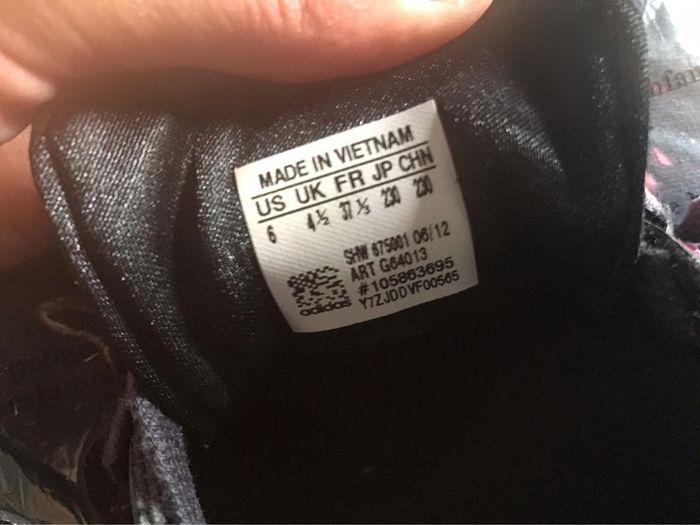 MADE IN VIETNAM
US UK FR JP CHN
6 4½ 37⅓ 230 230
SHW 675001 06/12
ART G64013
#105863695
Y7ZJDDVF00565
adidas